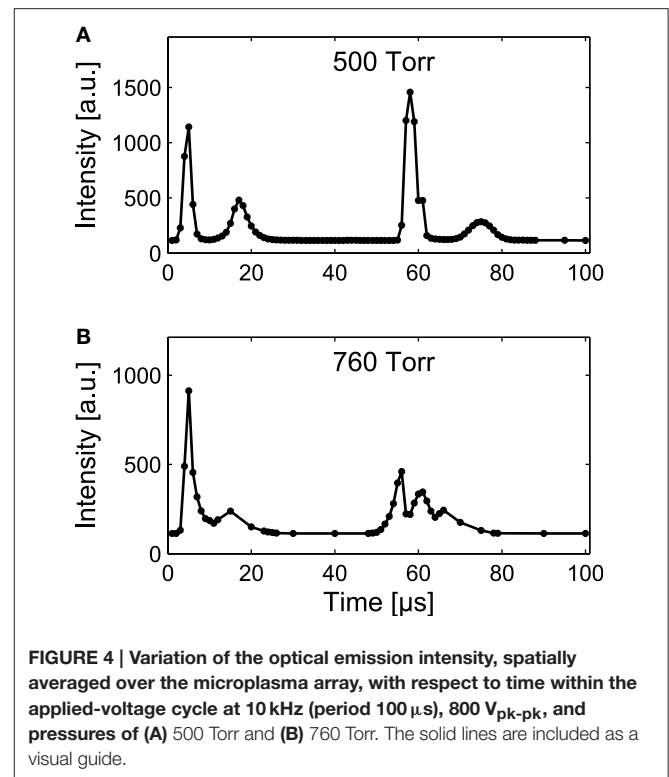 A
500 Torr
1500
1000
500
0
Intensity [a.u.]
0 20 40 60 80 100
B
760 Torr
1000
500
0
Intensity [a.u.]
0 20 40 60 80 100
Time [µs]
FIGURE 4 | Variation of the optical emission intensity, spatially
averaged over the microplasma array, with respect to time within the
applied-voltage cycle at 10 kHz (period 100 µs), 800 Vpk-pk, and
pressures of (A) 500 Torr and (B) 760 Torr. The solid lines are included as a
visual guide.